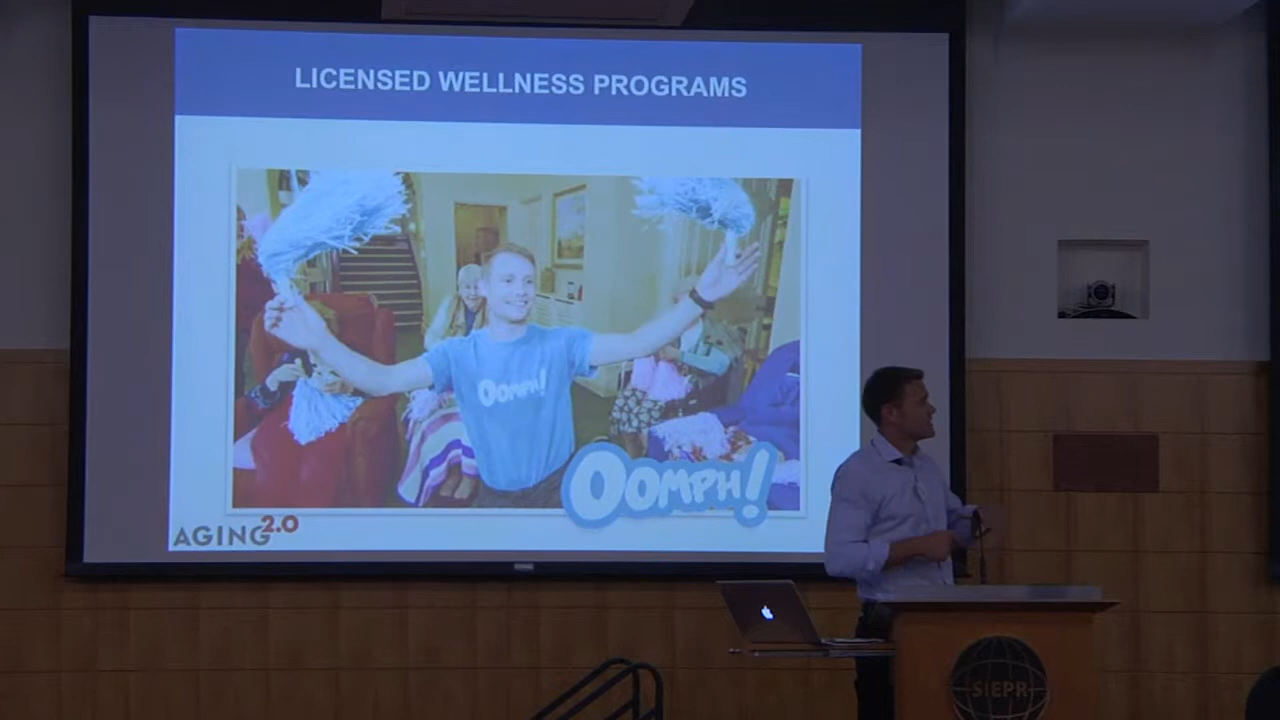 LICENSED WELLNESS PROGRAMS
OOMPH!
OOMPH!
AGING2.0
SIEPR